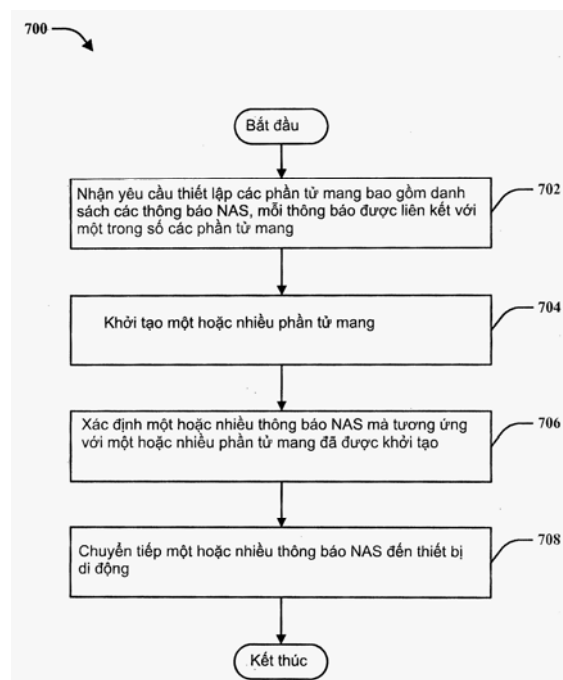 700
Bắt đầu
Nhận yêu cầu thiết lập các phần tử mang bao gồm danh
sách các thông báo NAS, mỗi thông báo được liên kết với
một trong số các phần tử mang
702
Khởi tạo một hoặc nhiều phần tử mang
704
Xác định một hoặc nhiều thông báo NAS mà tương ứng
với một hoặc nhiều phần tử mang đã được khởi tạo
706
Chuyển tiếp một hoặc nhiều thông báo NAS đến thiết bị
di động
708
Kết thúc